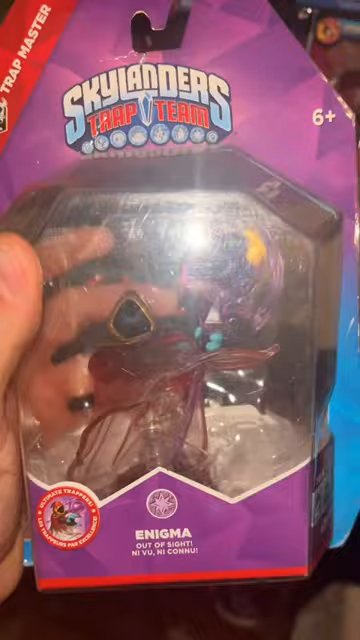 TRAP MASTER
SKYLANDERS
TRAP TEAM
6+
ULTIMATE TRAPPERS!
ENIGMA
OUT OF SIGHT!
NI VU, NI CONNU!